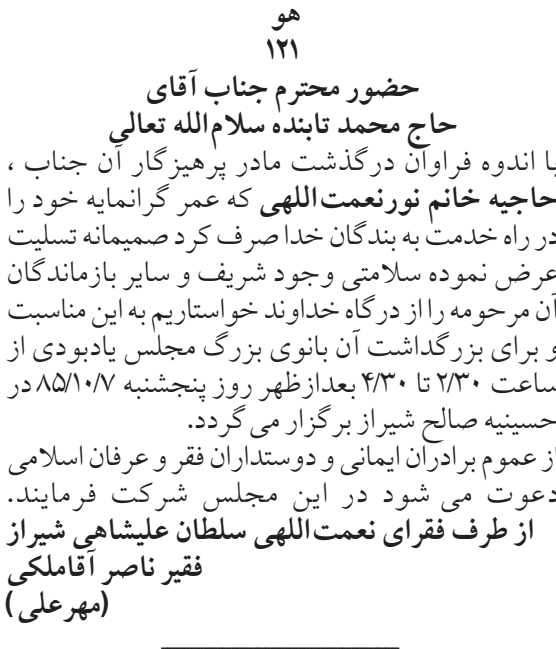 هو
۱۲۱
حضور محترم جناب آقای
حاج محمد تابنده سلام‌الله تعالی
با اندوه فراوان درگذشت مادر پرهیزگار آن جناب ،
حاجیه خانم نورنعمت‌اللهی که عمر گرانمایه خود را
در راه خدمت به بندگان خدا صرف کرد صمیمانه تسلیت
عرض نموده سلامتی وجود شریف و سایر بازماندگان
آن مرحومه را از درگاه خداوند خواستاریم به این مناسبت
و برای بزرگداشت آن بانوی بزرگ مجلس یادبودی از
ساعت ۲/۳۰ تا ۴/۳۰ بعدازظهر روز پنجشنبه ۸۵/۱۰/۷ در
حسینیه صالح شیراز برگزار می گردد.
از عموم برادران ایمانی و دوستداران فقر و عرفان اسلامی
دعوت می شود در این مجلس شرکت فرمایند.
از طرف فقرای نعمت‌اللهی سلطان علیشاهی شیراز
فقیر ناصر آقاملکی
(مهرعلی)